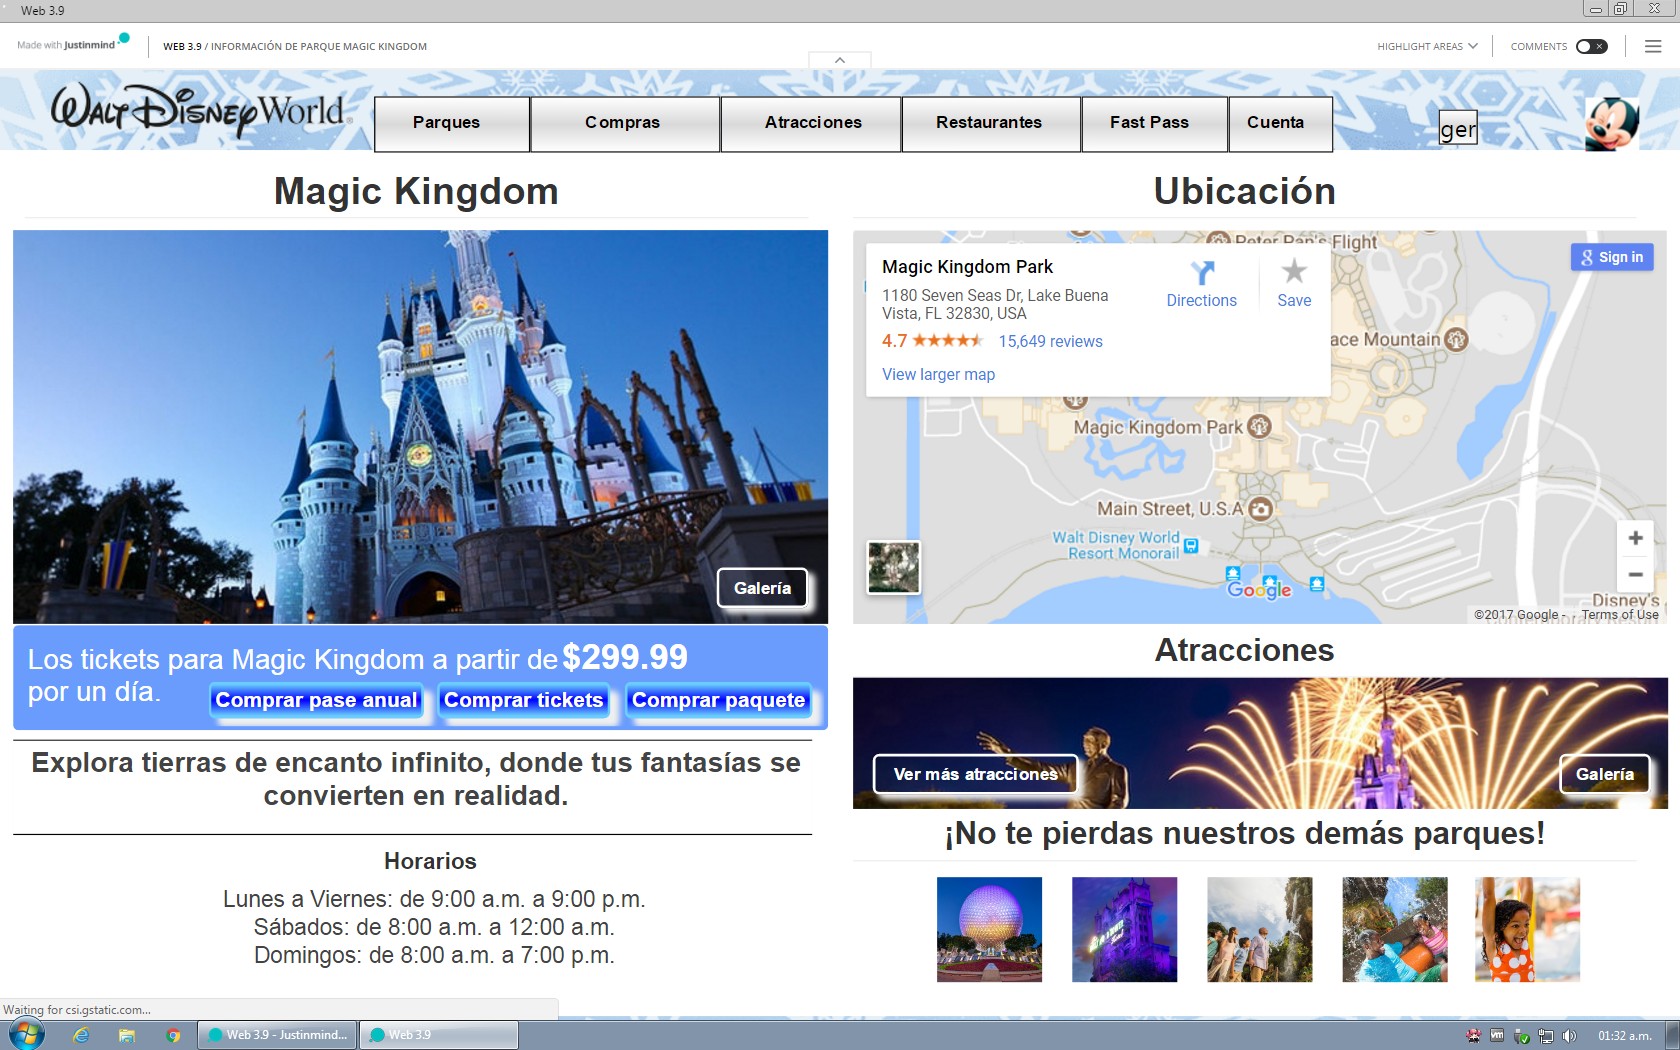 Web 3.9
Made with Justinmind
WEB 3.9 / INFORMACIÓN DE PARQUE MAGIC KINGDOM
HIGHLIGHT AREAS
COMMENTS
WALT DISNEY World
Parques
Compras
Atracciones
Restaurantes
Fast Pass
Cuenta
ger
Magic Kingdom
Galería
Los tickets para Magic Kingdom a partir de $299.99
por un día.
Comprar pase anual
Comprar tickets
Comprar paquete
Explora tierras de encanto infinito, donde tus fantasías se
convierten en realidad.
Horarios
Lunes a Viernes: de 9:00 a.m. a 9:00 p.m.
Sábados: de 8:00 a.m. a 12:00 a.m.
Domingos: de 8:00 a.m. a 7:00 p.m.
Ubicación
Peter Pan's Flight
Magic Kingdom Park
1180 Seven Seas Dr, Lake Buena
Vista, FL 32830, USA
4.7
15,649 reviews
View larger map
Directions
Save
Sign in
ace Mountain
Magic Kingdom Park
Main Street, U.S.A
Walt Disney World
Resort Monorail
Google
Disney's
©2017 Google -
Terms of Use
Atracciones
Ver más atracciones
Galería
¡No te pierdas nuestros demás parques!
Waiting for csi.gstatic.com...
Web 3.9 - Justinmind...
Web 3.9
01:32 a.m.